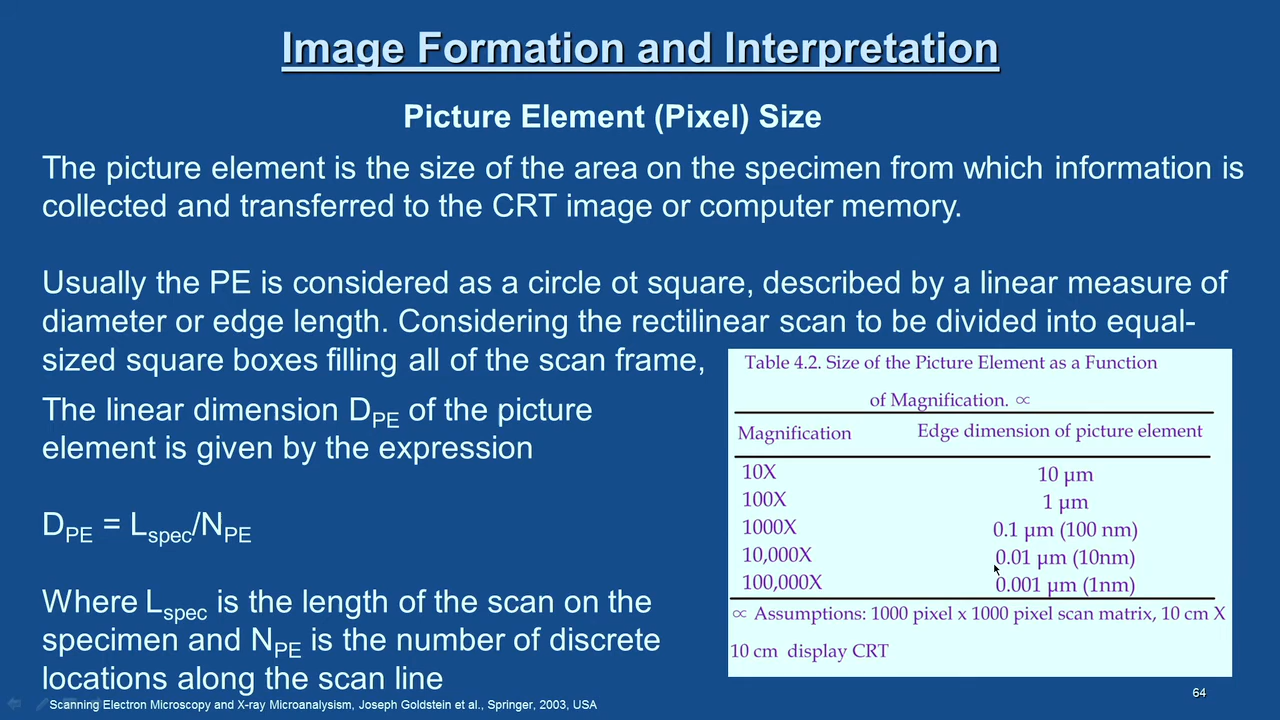 Image Formation and Interpretation
Picture Element (Pixel) Size
The picture element is the size of the area on the specimen from which information is
collected and transferred to the CRT image or computer memory.
Usually the PE is considered as a circle ot square, described by a linear measure of
diameter or edge length. Considering the rectilinear scan to be divided into equal-
sized square boxes filling all of the scan frame,
The linear dimension D_PE of the picture
element is given by the expression
D_PE = L_spec/N_PE
Where L_spec is the length of the scan on the
specimen and N_PE is the number of discrete
locations along the scan line
Table 4.2. Size of the Picture Element as a Function
of Magnification. ∝
Magnification Edge dimension of picture element
10X 10 µm
100X 1 µm
1000X 0.1 µm (100 nm)
10,000X 0.01 µm (10nm)
100,000X 0.001 µm (1nm)
∝ Assumptions: 1000 pixel x 1000 pixel scan matrix, 10 cm X
10 cm display CRT
Scanning Electron Microscopy and X-ray Microanalysism, Joseph Goldstein et al., Springer, 2003, USA
64